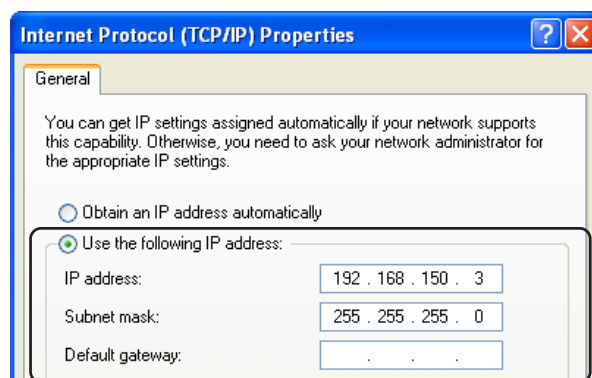 Internet Protocol (TCP/IP) Properties
General
You can get IP settings assigned automatically if your network supports
this capability. Otherwise, you need to ask your network administrator for
the appropriate IP settings.
Obtain an IP address automatically
Use the following IP address:
IP address: 192 . 168 . 150 . 3
Subnet mask: 255 . 255 . 255 . 0
Default gateway: . . .